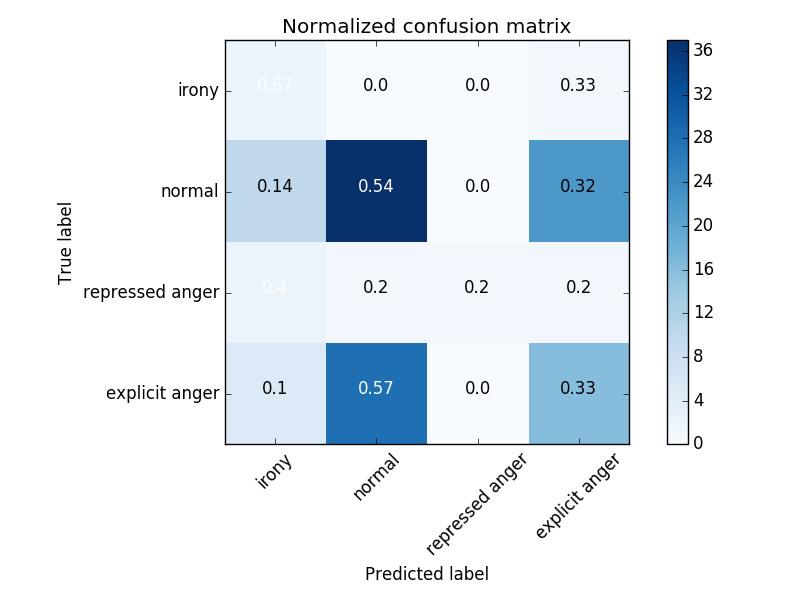 Normalized confusion matrix
True label
irony 0.67 0.0 0.0 0.33
normal 0.14 0.54 0.0 0.32
repressed anger 0.4 0.2 0.2 0.2
explicit anger 0.1 0.57 0.0 0.33
irony normal repressed anger explicit anger
Predicted label
36
32
28
24
20
16
12
8
4
0